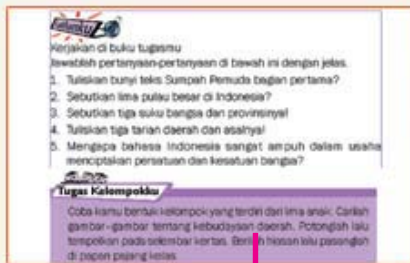 Kerjakan di buku tugasmu
Jawablah pertanyaan-pertanyaan di bawah ini dengan jelas.
1. Tuliskan bunyi teks Sumpah Pemuda bagian pertama?
2. Sebutkan lima pulau besar di Indonesia?
3. Sebutkan tiga suku bangsa dan provinsinya!
4. Tuliskan tiga tarian daerah dan asalnya!
5. Mengapa bahasa Indonesia sangat ampuh dalam usaha
menciptakan persatuan dan kesatuan bangsa?
Tugas Kelompokku
Coba kamu bentuk kelompok yang terdiri dari lima anak. Carilah
gambar-gambar tentang kebudayaan daerah. Potonglah lalu
tempelkan pada selembar kertas. Berilah hiasan lalu pasanglah
di papan pajang kelas